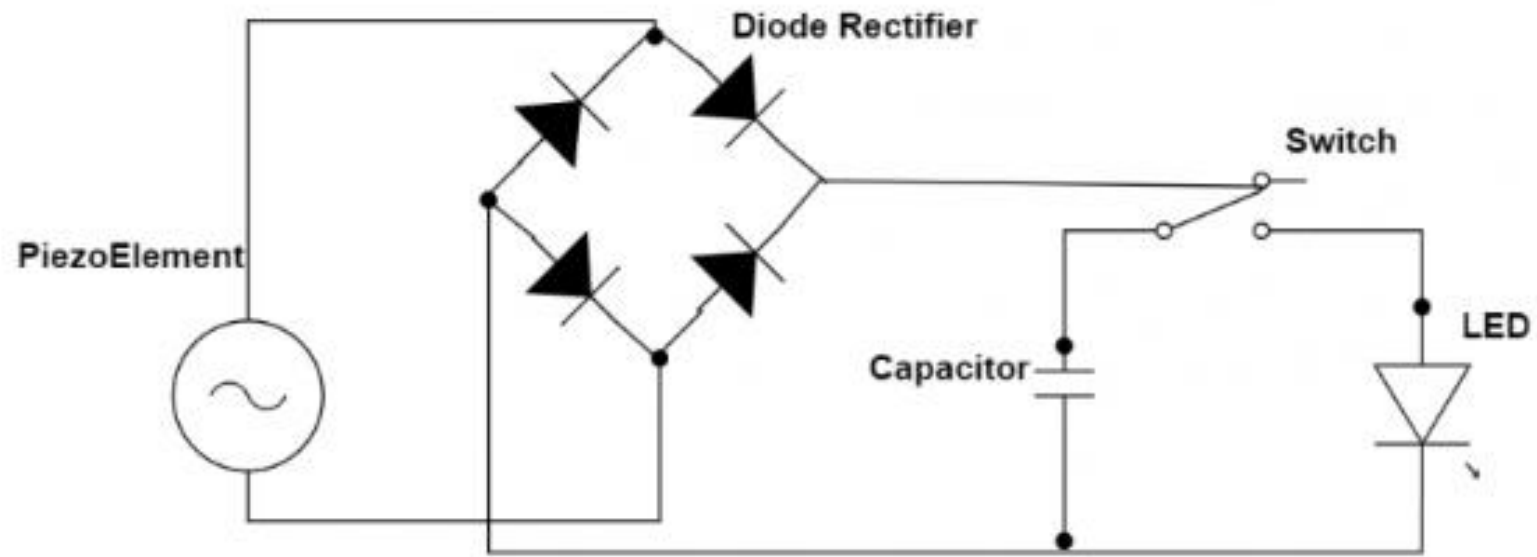 Diode Rectifier
Switch
PiezoElement
LED
Capacitor